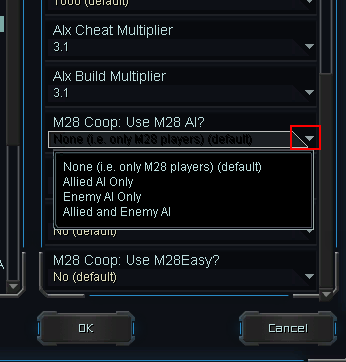 1000 (default)
AIx Cheat Multiplier
3.1
AIx Build Multiplier
3.1
M28 Coop: Use M28 AI?
None (i.e. only M28 players) (default)
None (i.e. only M28 players) (default)
Allied AI Only
Enemy AI Only
Allied and Enemy AI
No (default)
M28 Coop: Use M28Easy?
No (default)
A
OK
Cancel